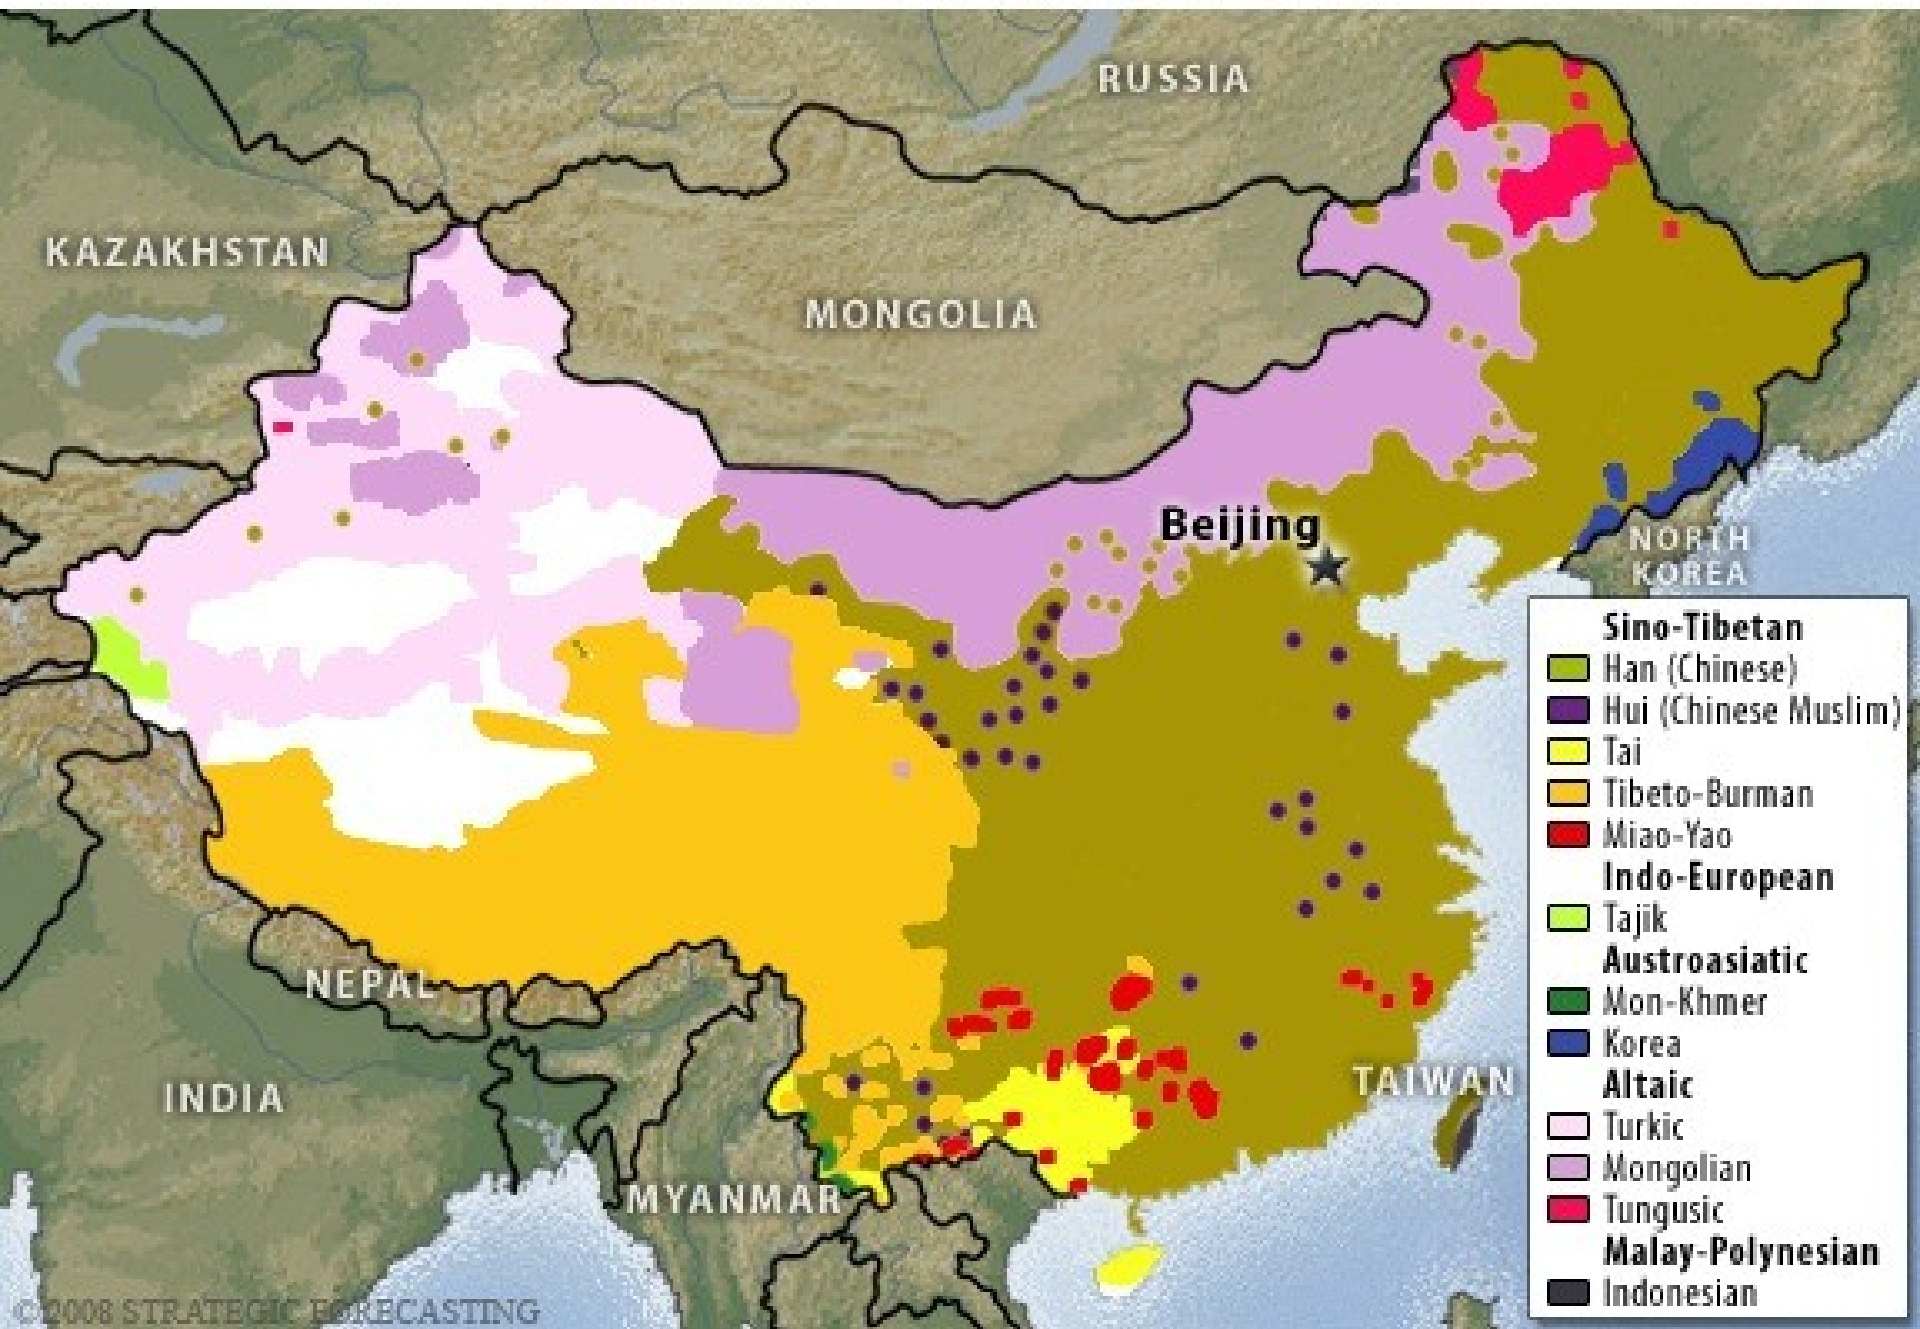 RUSSIA
KAZAKHSTAN
MONGOLIA
Beijing
NORTH
KOREA
NEPAL
INDIA
MYANMAR
TAIWAN
Sino-Tibetan
Han (Chinese)
Hui (Chinese Muslim)
Tai
Tibeto-Burman
Miao-Yao
Indo-European
Tajik
Austroasiatic
Mon-Khmer
Korea
Altaic
Turkic
Mongolian
Tungusic
Malay-Polynesian
Indonesian
©2008 STRATEGIC FORECASTING